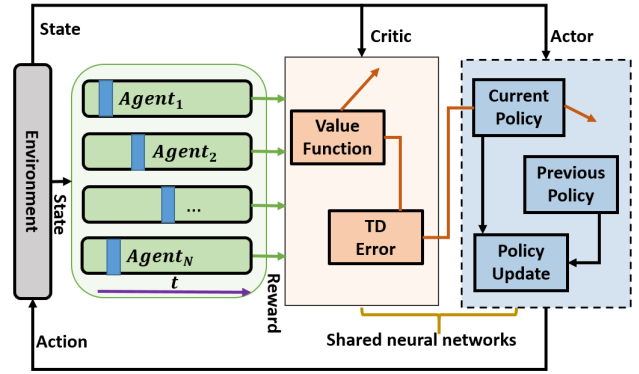 State
Critic
Actor
Environment
State
Agent₁
Agent₂
...
Agent_N
t
Reward
Value
Function
TD
Error
Current
Policy
Previous
Policy
Policy
Update
Action
Shared neural networks